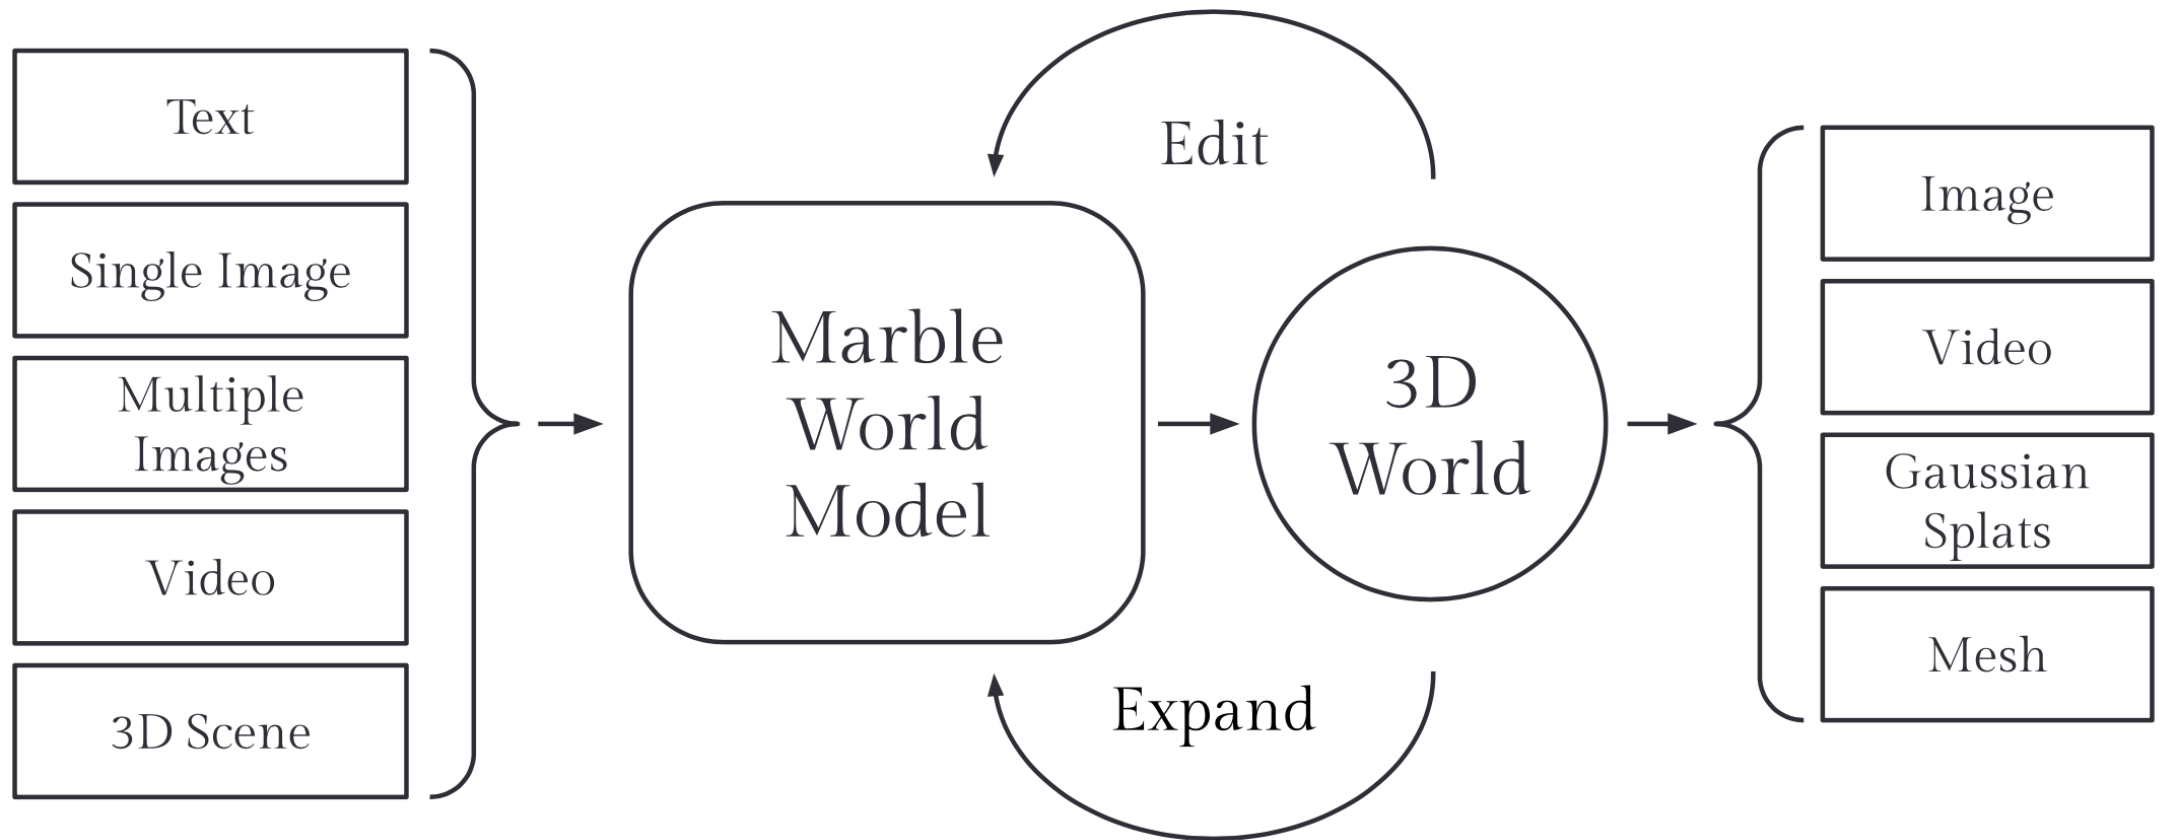 Text
Single Image
Multiple
Images
Video
3D Scene
Marble
World
Model
Edit
Expand
3D
World
Image
Video
Gaussian
Splats
Mesh